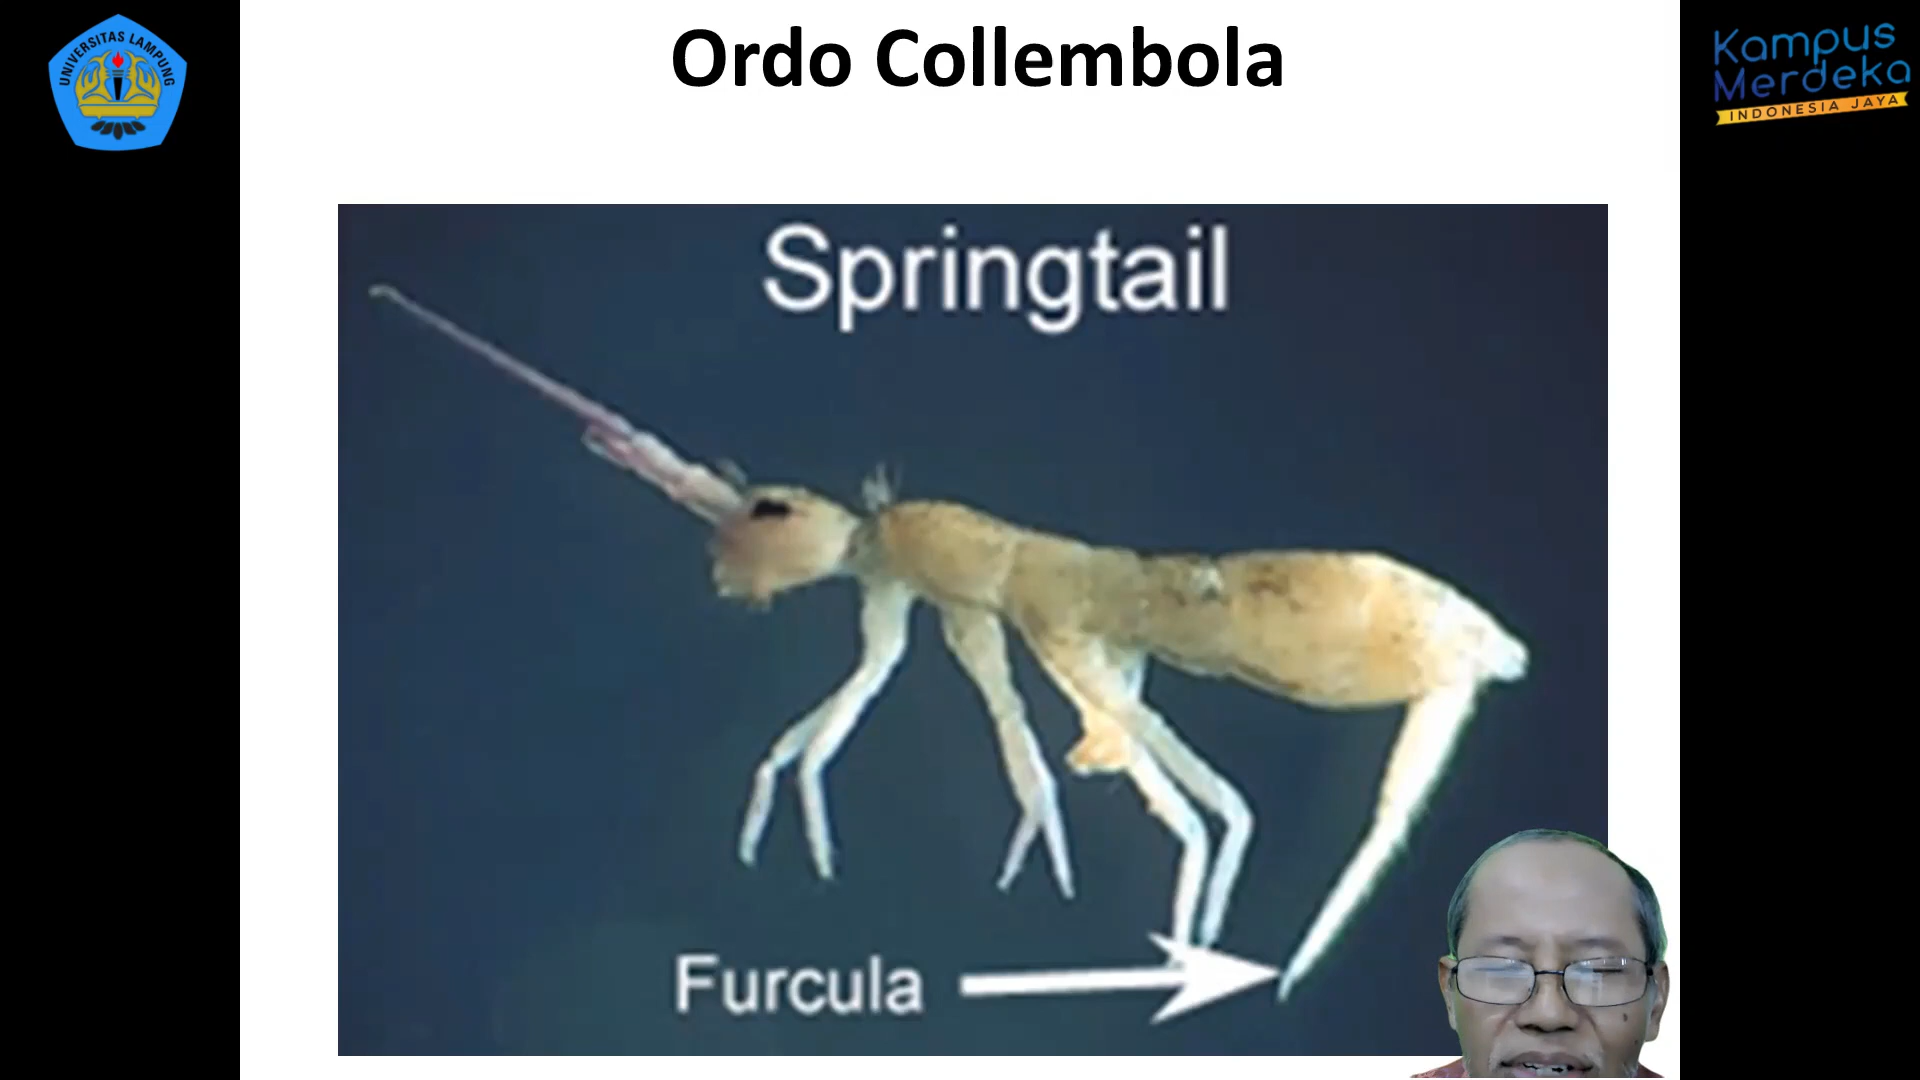 UNIVERSITAS LAMPUNG
Ordo Collembola
Kampus
Merdeka
INDONESIA JAYA
Springtail
Furcula